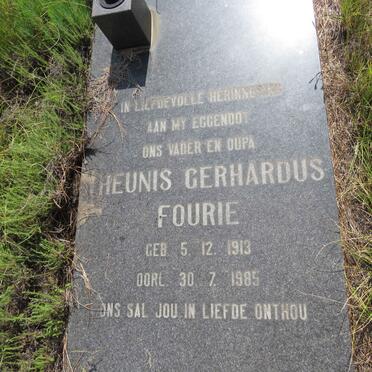 IN LIEFDEVOLLE HERINNERING
AAN MY EGGENOOT
ONS VADER EN OUPA
THEUNIS GERHARDUS
FOURIE
GEB. 5. 12. 1913
OORL. 30. 7. 1985
ONS SAL JOU IN LIEFDE ONTHOU